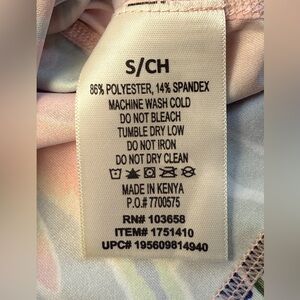 S/CH
86% POLYESTER, 14% SPANDEX
MACHINE WASH COLD
DO NOT BLEACH
TUMBLE DRY LOW
DO NOT IRON
DO NOT DRY CLEAN
MADE IN KENYA
P.O.# 7700575
RN# 103658
ITEM# 1751410
UPC# 195609814940